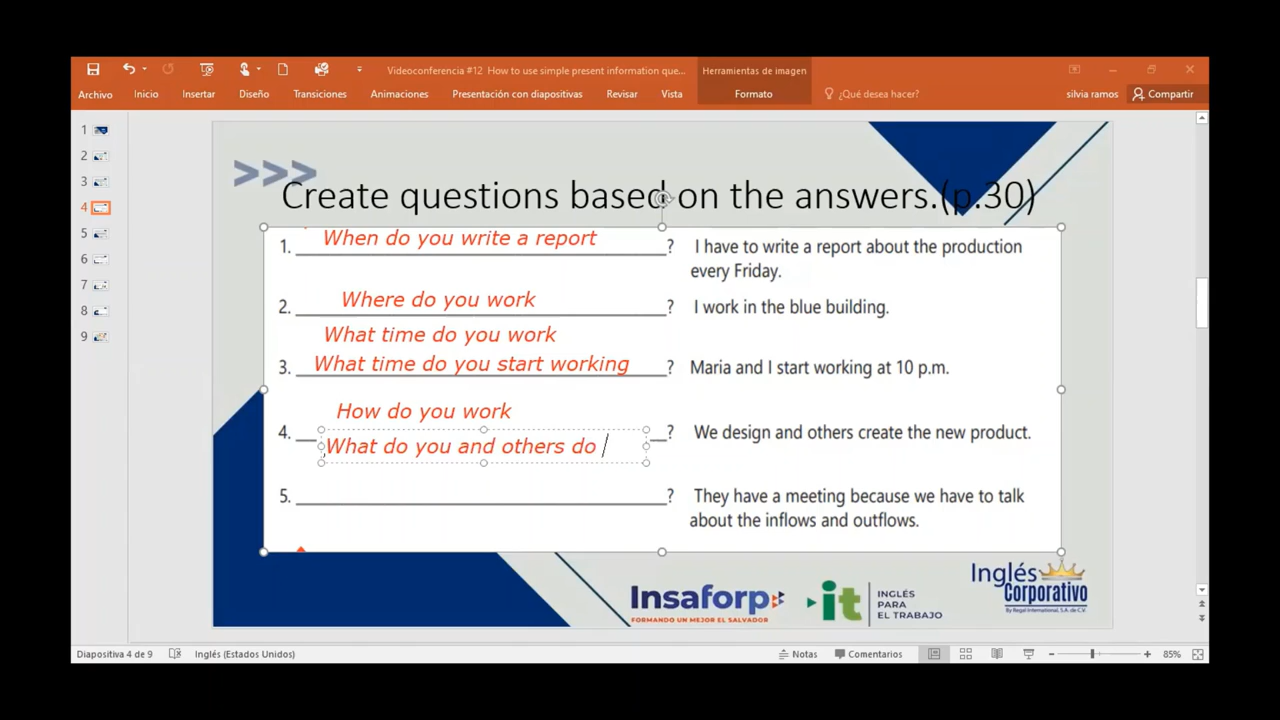 Videoconferencia #12 How to use simple present information que...
Herramientas de imagen
Archivo
Inicio
Insertar
Diseño
Transiciones
Animaciones
Presentación con diapositivas
Revisar
Vista
Formato
¿Qué desea hacer?
silvia ramos
Compartir
1
2
3
4
5
6
7
8
9
>>>
Create questions based on the answers.(p.30)
When do you write a report
1. ? I have to write a report about the production
every Friday.
Where do you work
2. ? I work in the blue building.
What time do you work
What time do you start working
3. ? Maria and I start working at 10 p.m.
How do you work
4. ? We design and others create the new product.
What do you and others do
5. ? They have a meeting because we have to talk
about the inflows and outflows.
Insaforp
FORMANDO UN MEJOR EL SALVADOR
it
INGLÉS
PARA
EL TRABAJO
Inglés
Corporativo
By Regal International, S.A. de C.V.
Diapositiva 4 de 9
Inglés (Estados Unidos)
Notas
Comentarios
85%